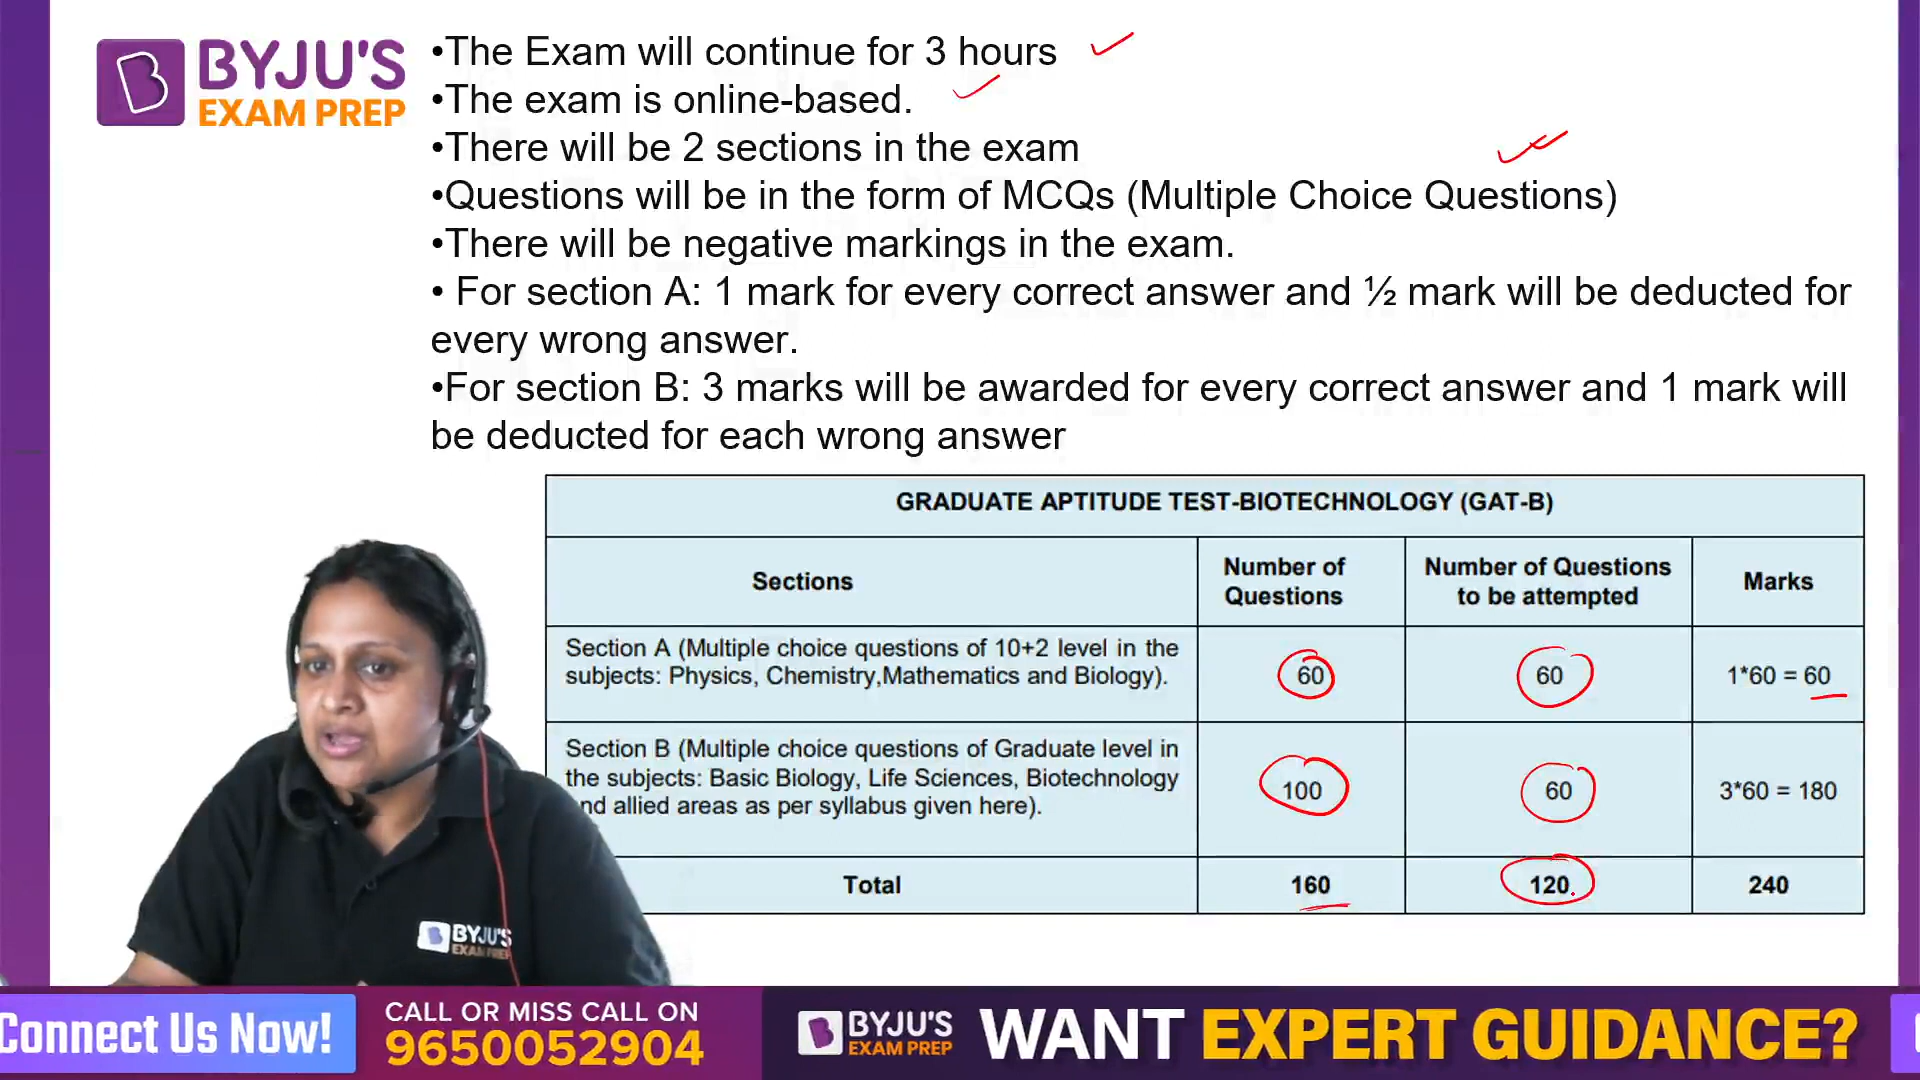 BYJU'S
EXAM PREP
•The Exam will continue for 3 hours
•The exam is online-based.
•There will be 2 sections in the exam
•Questions will be in the form of MCQs (Multiple Choice Questions)
•There will be negative markings in the exam.
• For section A: 1 mark for every correct answer and ½ mark will be deducted for
every wrong answer.
•For section B: 3 marks will be awarded for every correct answer and 1 mark will
be deducted for each wrong answer
GRADUATE APTITUDE TEST-BIOTECHNOLOGY (GAT-B)
Sections
Number of
Questions
Number of Questions
to be attempted
Marks
Section A (Multiple choice questions of 10+2 level in the
subjects: Physics, Chemistry,Mathematics and Biology).
60
60
1*60 = 60
Section B (Multiple choice questions of Graduate level in
the subjects: Basic Biology, Life Sciences, Biotechnology
nd allied areas as per syllabus given here).
100
60
3*60 = 180
Total
160
120
240
BYJU'S
EXAM PREP
Connect Us Now!
CALL OR MISS CALL ON
9650052904
BYJU'S
EXAM PREP
WANT EXPERT GUIDANCE?